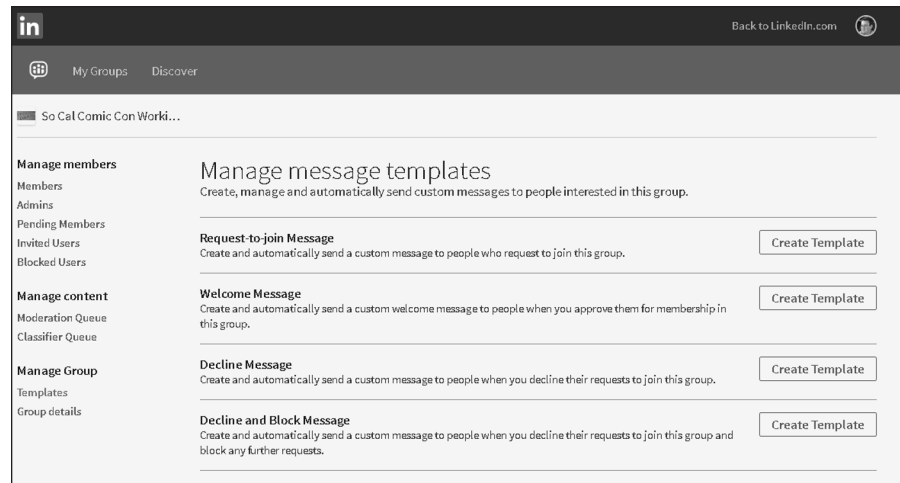 in
Back to LinkedIn.com
My Groups
Discover
So Cal Comic Con Worki...
Manage members
Members
Admins
Pending Members
Invited Users
Blocked Users
Manage content
Moderation Queue
Classifier Queue
Manage Group
Templates
Group details
Manage message templates
Create, manage and automatically send custom messages to people interested in this group.
Request-to-join Message
Create and automatically send a custom message to people who request to join this group.
Create Template
Welcome Message
Create and automatically send a custom welcome message to people when you approve them for membership in
this group.
Create Template
Decline Message
Create and automatically send a custom message to people when you decline their requests to join this group.
Create Template
Decline and Block Message
Create and automatically send a custom message to people when you decline their requests to join this group and
block any further requests.
Create Template